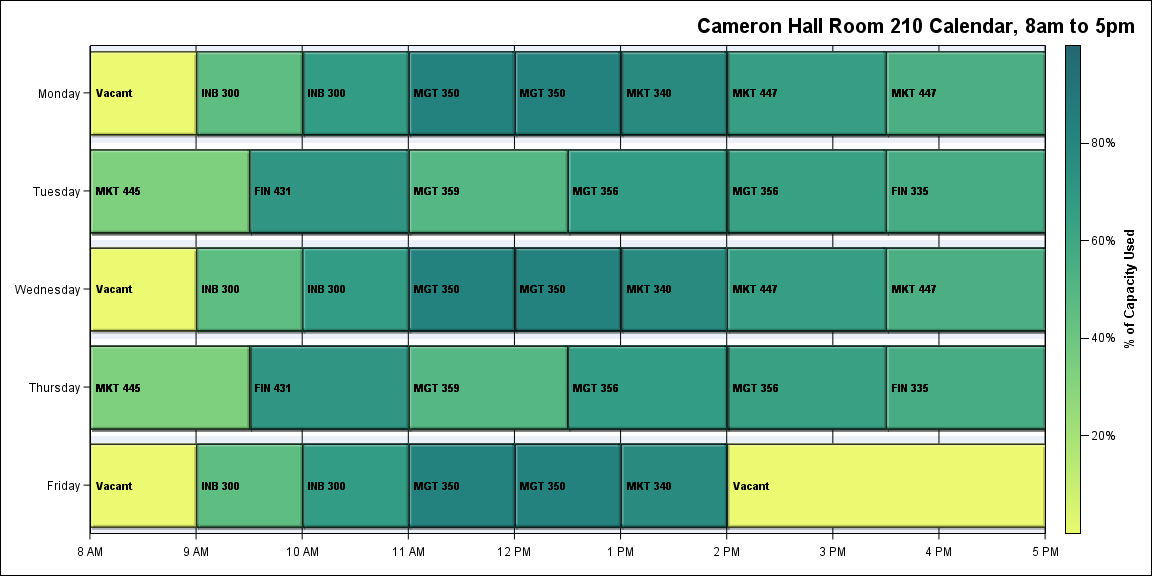 Cameron Hall Room 210 Calendar, 8am to 5pm
Monday
Vacant
INB 300
INB 300
MGT 350
MGT 350
MKT 340
MKT 447
MKT 447
Tuesday
MKT 445
FIN 431
MGT 359
MGT 356
MGT 356
FIN 335
Wednesday
Vacant
INB 300
INB 300
MGT 350
MGT 350
MKT 340
MKT 447
MKT 447
Thursday
MKT 445
FIN 431
MGT 359
MGT 356
MGT 356
FIN 335
Friday
Vacant
INB 300
INB 300
MGT 350
MGT 350
MKT 340
Vacant
8 AM
9 AM
10 AM
11 AM
12 PM
1 PM
2 PM
3 PM
4 PM
5 PM
80%
60%
40%
20%
% of Capacity Used